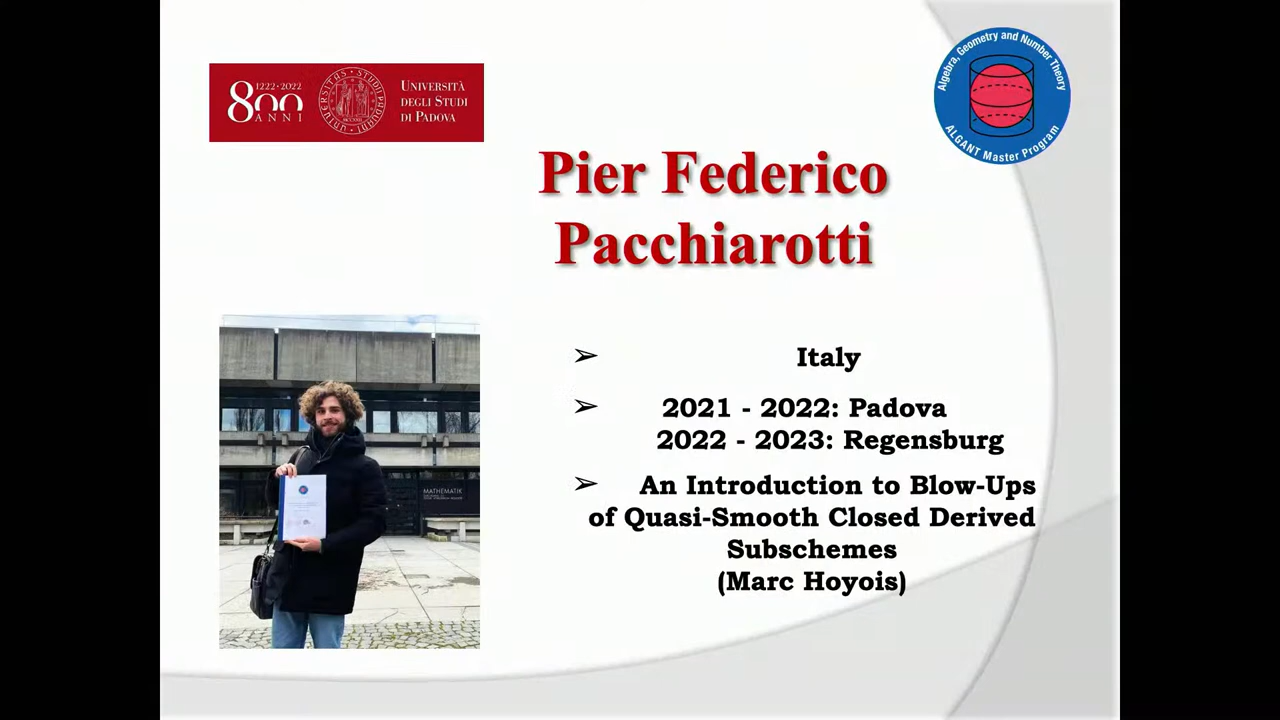 1222-2022
800
ANNI
UNIVERSITÀ
DEGLI STUDI
DI PADOVA
Algebra, Geometry and Number Theory
ALGANT Master Program
Pier Federico
Pacchiarotti
➢ Italy
➢ 2021 - 2022: Padova
2022 - 2023: Regensburg
➢ An Introduction to Blow-Ups
of Quasi-Smooth Closed Derived
Subschemes
(Marc Hoyois)
MATHEMATIK